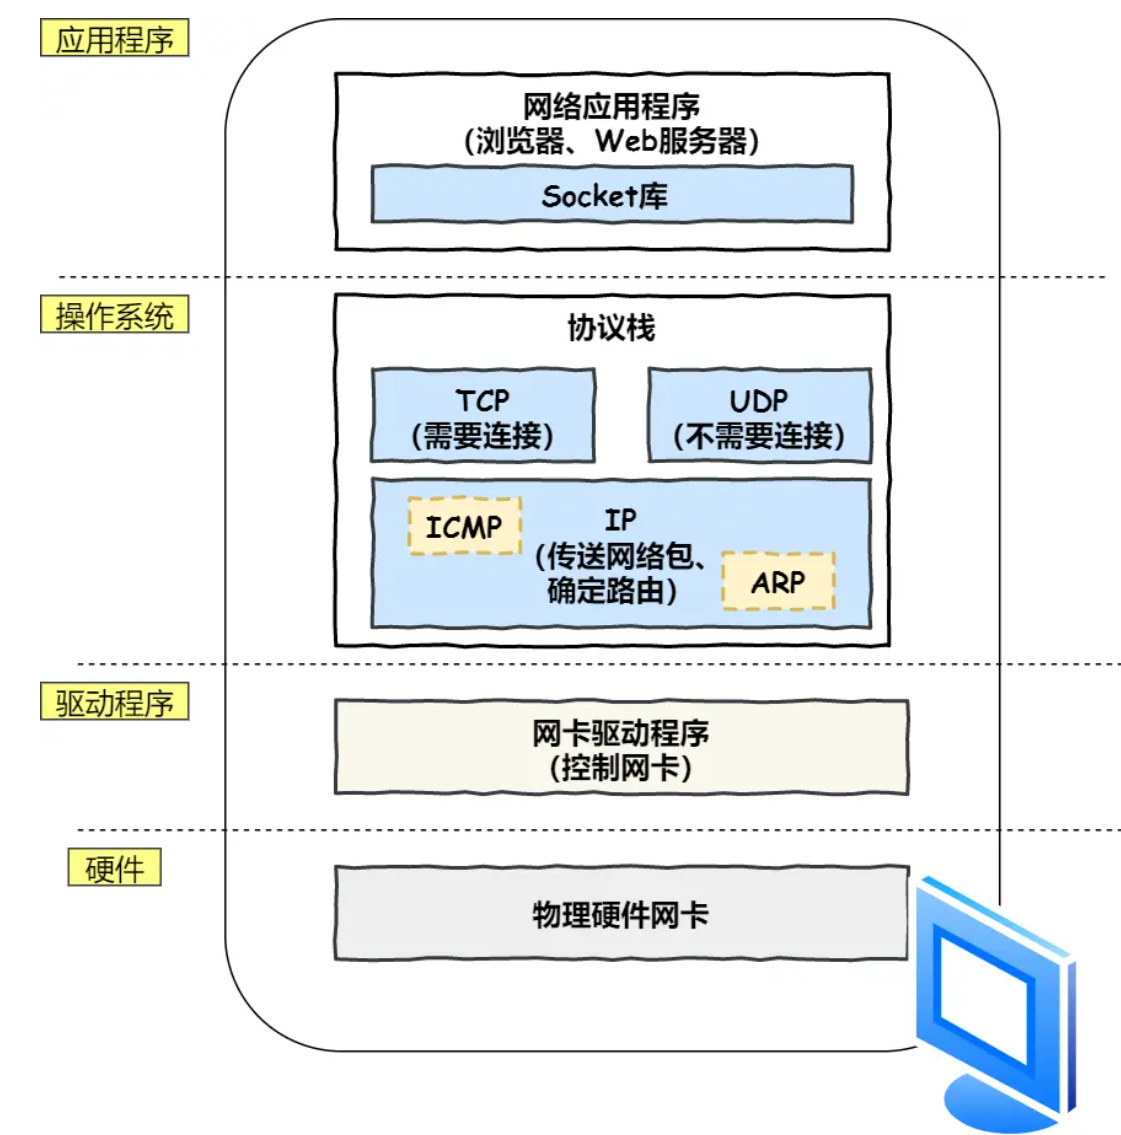 应用程序
网络应用程序
（浏览器、Web服务器）
Socket库
操作系统
协议栈
TCP
（需要连接）
UDP
（不需要连接）
ICMP
IP
（传送网络包、
确定路由）
ARP
驱动程序
网卡驱动程序
（控制网卡）
硬件
物理硬件网卡